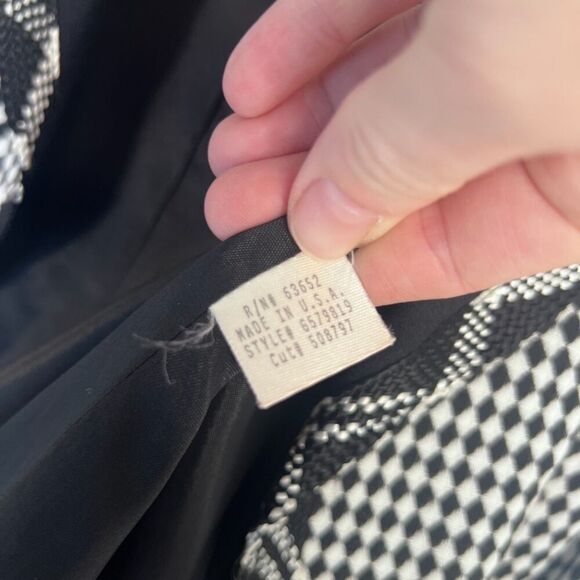 R/N# 63652
MADE IN U.S.A.
STYLE# 6579819
Cut# 508797